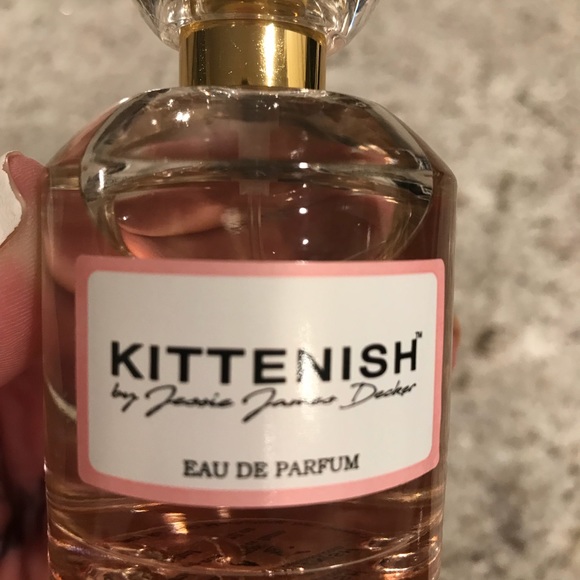 KITTENISH™
by Jessie James Decker
EAU DE PARFUM